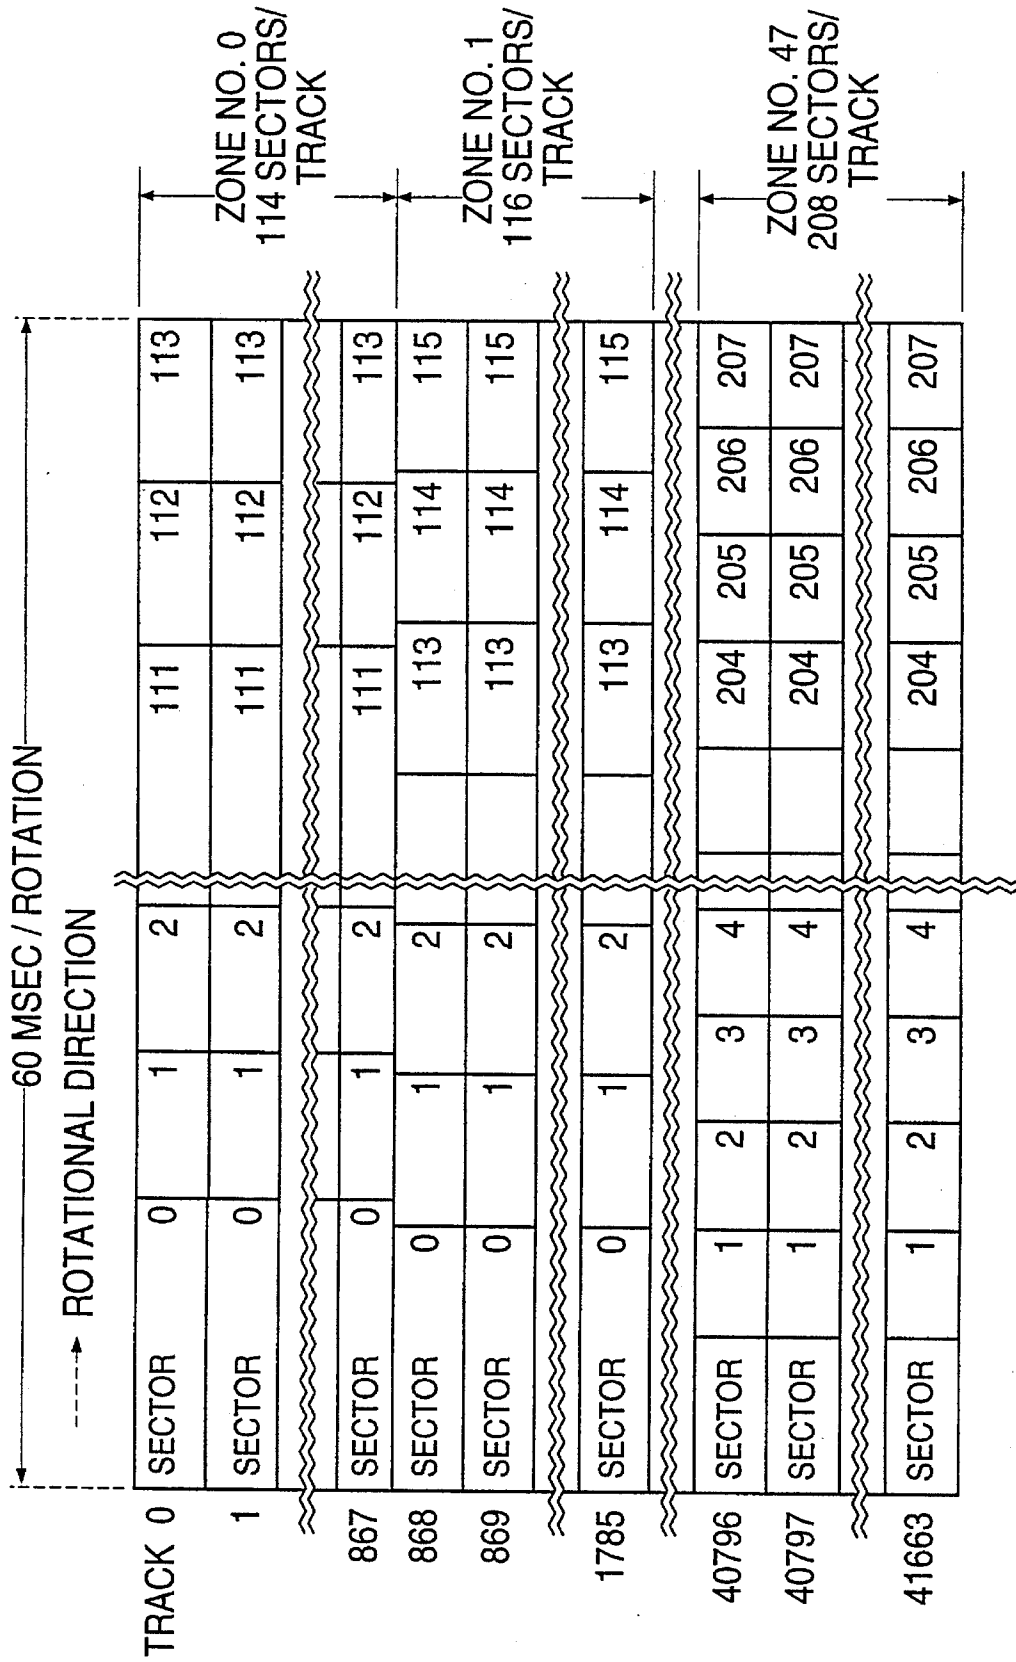 60 MSEC / ROTATION
ROTATIONAL DIRECTION
TRACK 0 SECTOR 0 1 2 111 112 113
1 SECTOR 0 1 2 111 112 113
867 SECTOR 0 1 2 111 112 113
ZONE NO. 0
114 SECTORS/
TRACK
868 SECTOR 0 1 2 113 114 115
869 SECTOR 0 1 2 113 114 115
1785 SECTOR 0 1 2 113 114 115
ZONE NO. 1
116 SECTORS/
TRACK
40796 SECTOR 1 2 3 4 204 205 206 207
40797 SECTOR 1 2 3 4 204 205 206 207
41663 SECTOR 1 2 3 4 204 205 206 207
ZONE NO. 47
208 SECTORS/
TRACK